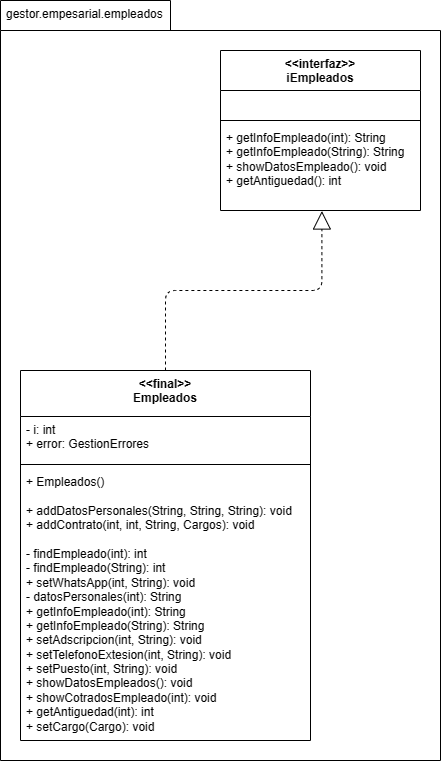 gestor.empesarial.empleados
<<interfaz>>
iEmpleados
+ getInfoEmpleado(int): String
+ getInfoEmpleado(String): String
+ showDatosEmpleado(): void
+ getAntiguedad(): int
<<final>>
Empleados
- i: int
+ error: GestionErrores
+ Empleados()
+ addDatosPersonales(String, String, String): void
+ addContrato(int, int, String, Cargos): void
- findEmpleado(int): int
- findEmpleado(String): int
+ setWhatsApp(int, String): void
- datosPersonales(int): String
+ getInfoEmpleado(int): String
+ getInfoEmpleado(String): String
+ setAdscripcion(int, String): void
+ setTelefonoExtesion(int, String): void
+ setPuesto(int, String): void
+ showDatosEmpleados(): void
+ showCotradosEmpleado(int): void
+ getAntiguedad(int): int
+ setCargo(Cargo): void